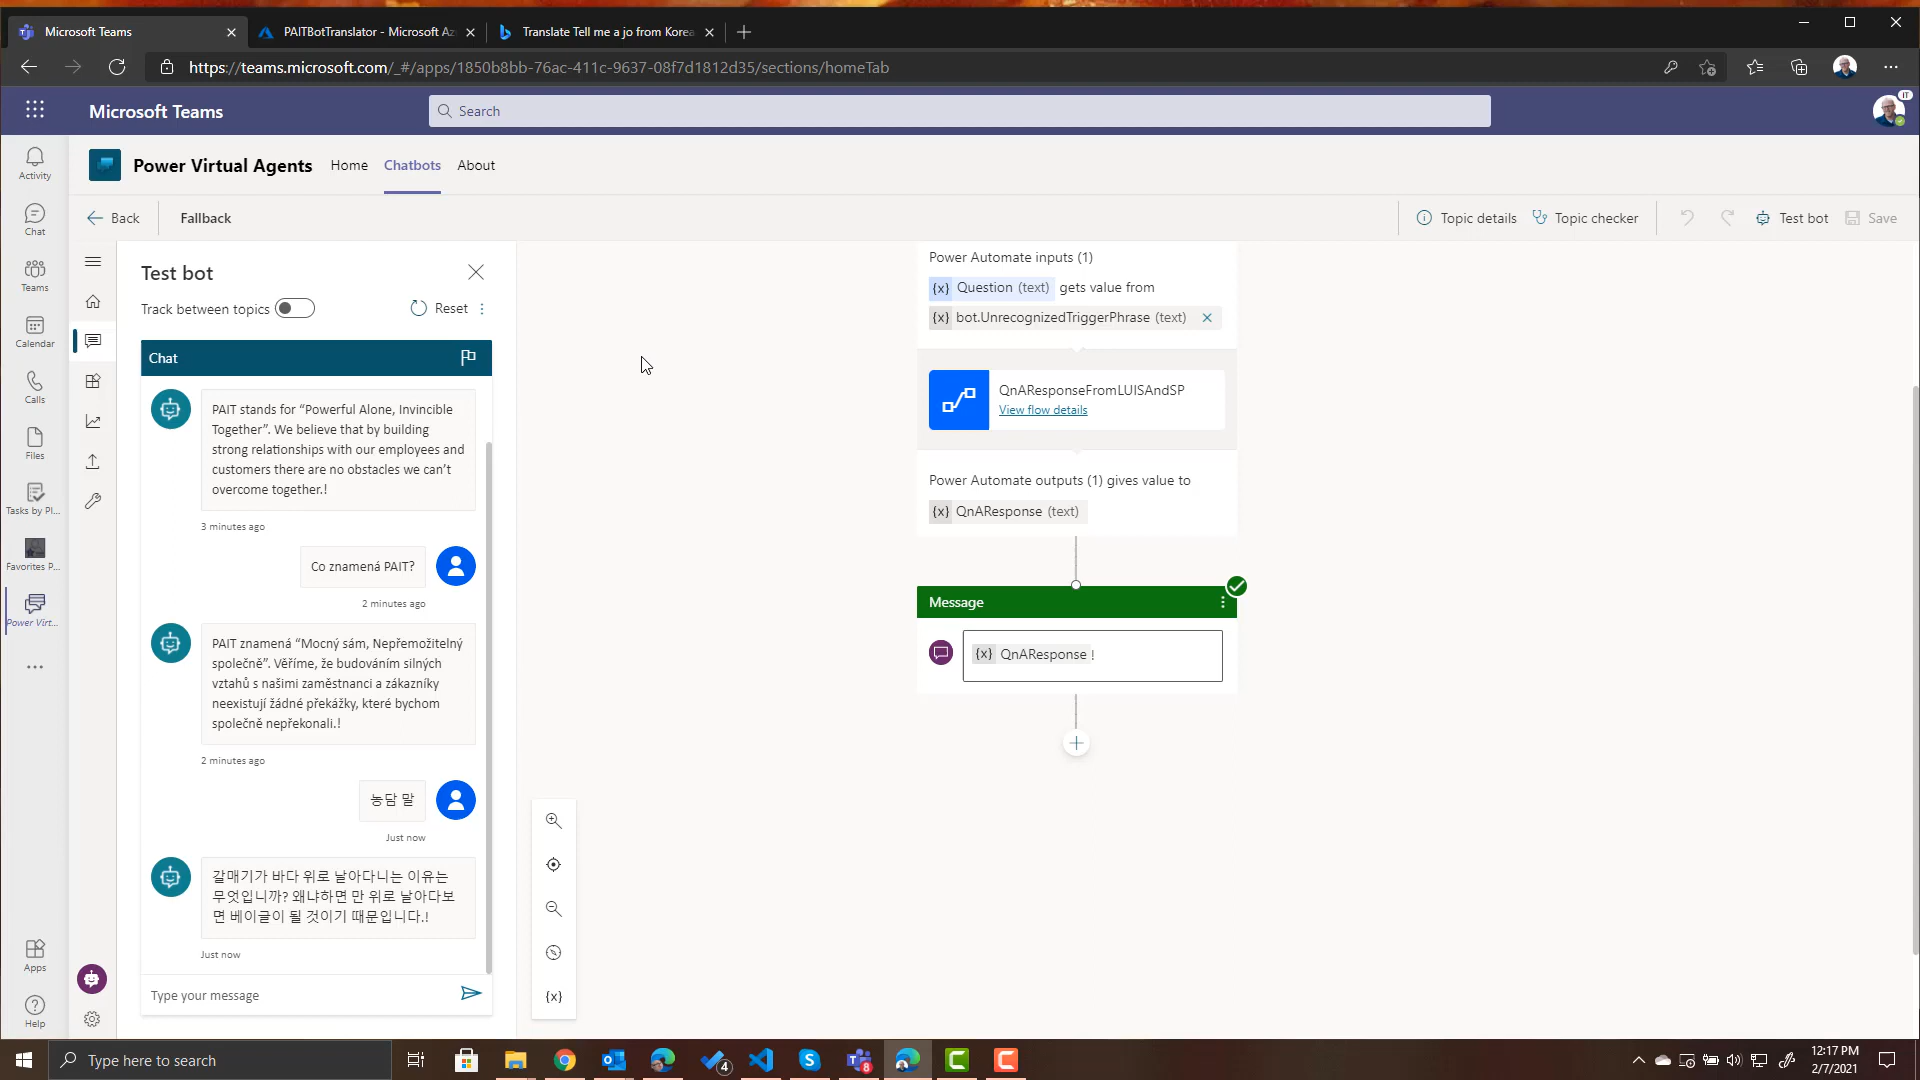 Microsoft Teams
PAITBotTranslator - Microsoft Az
Translate Tell me a jo from Korea
https://teams.microsoft.com/_#/apps/1850b8bb-76ac-411c-9637-08f7d1812d35/sections/homeTab
Microsoft Teams
Search
IT
Activity
Chat
Teams
Calendar
Calls
Files
Tasks by Pl...
Favorites P...
Power Virt...
Apps
Help
Power Virtual Agents
Home
Chatbots
About
Back
Fallback
Topic details
Topic checker
Test bot
Save
Test bot
Track between topics
Reset
Chat
PAIT stands for “Powerful Alone, Invincible
Together”. We believe that by building
strong relationships with our employees and
customers there are no obstacles we can’t
overcome together.!
3 minutes ago
Co znamená PAIT?
2 minutes ago
PAIT znamená “Mocný sám, Nepřemožitelný
společně”. Věříme, že budováním silných
vztahů s našimi zaměstnanci a zákazníky
neexistují žádné překážky, které bychom
společně nepřekonali.!
2 minutes ago
농담 말
Just now
갈매기가 바다 위로 날아다니는 이유는
무엇입니까? 왜냐하면 만 위로 날아다보
면 베이글이 될 것이기 때문입니다.!
Just now
Type your message
Power Automate inputs (1)
{x} Question (text) gets value from
{x} bot.UnrecognizedTriggerPhrase (text)
QnAResponseFromLUISAndSP
View flow details
Power Automate outputs (1) gives value to
{x} QnAResponse (text)
Message
{x} QnAResponse !
{x}
Type here to search
4
8
12:17 PM
2/7/2021